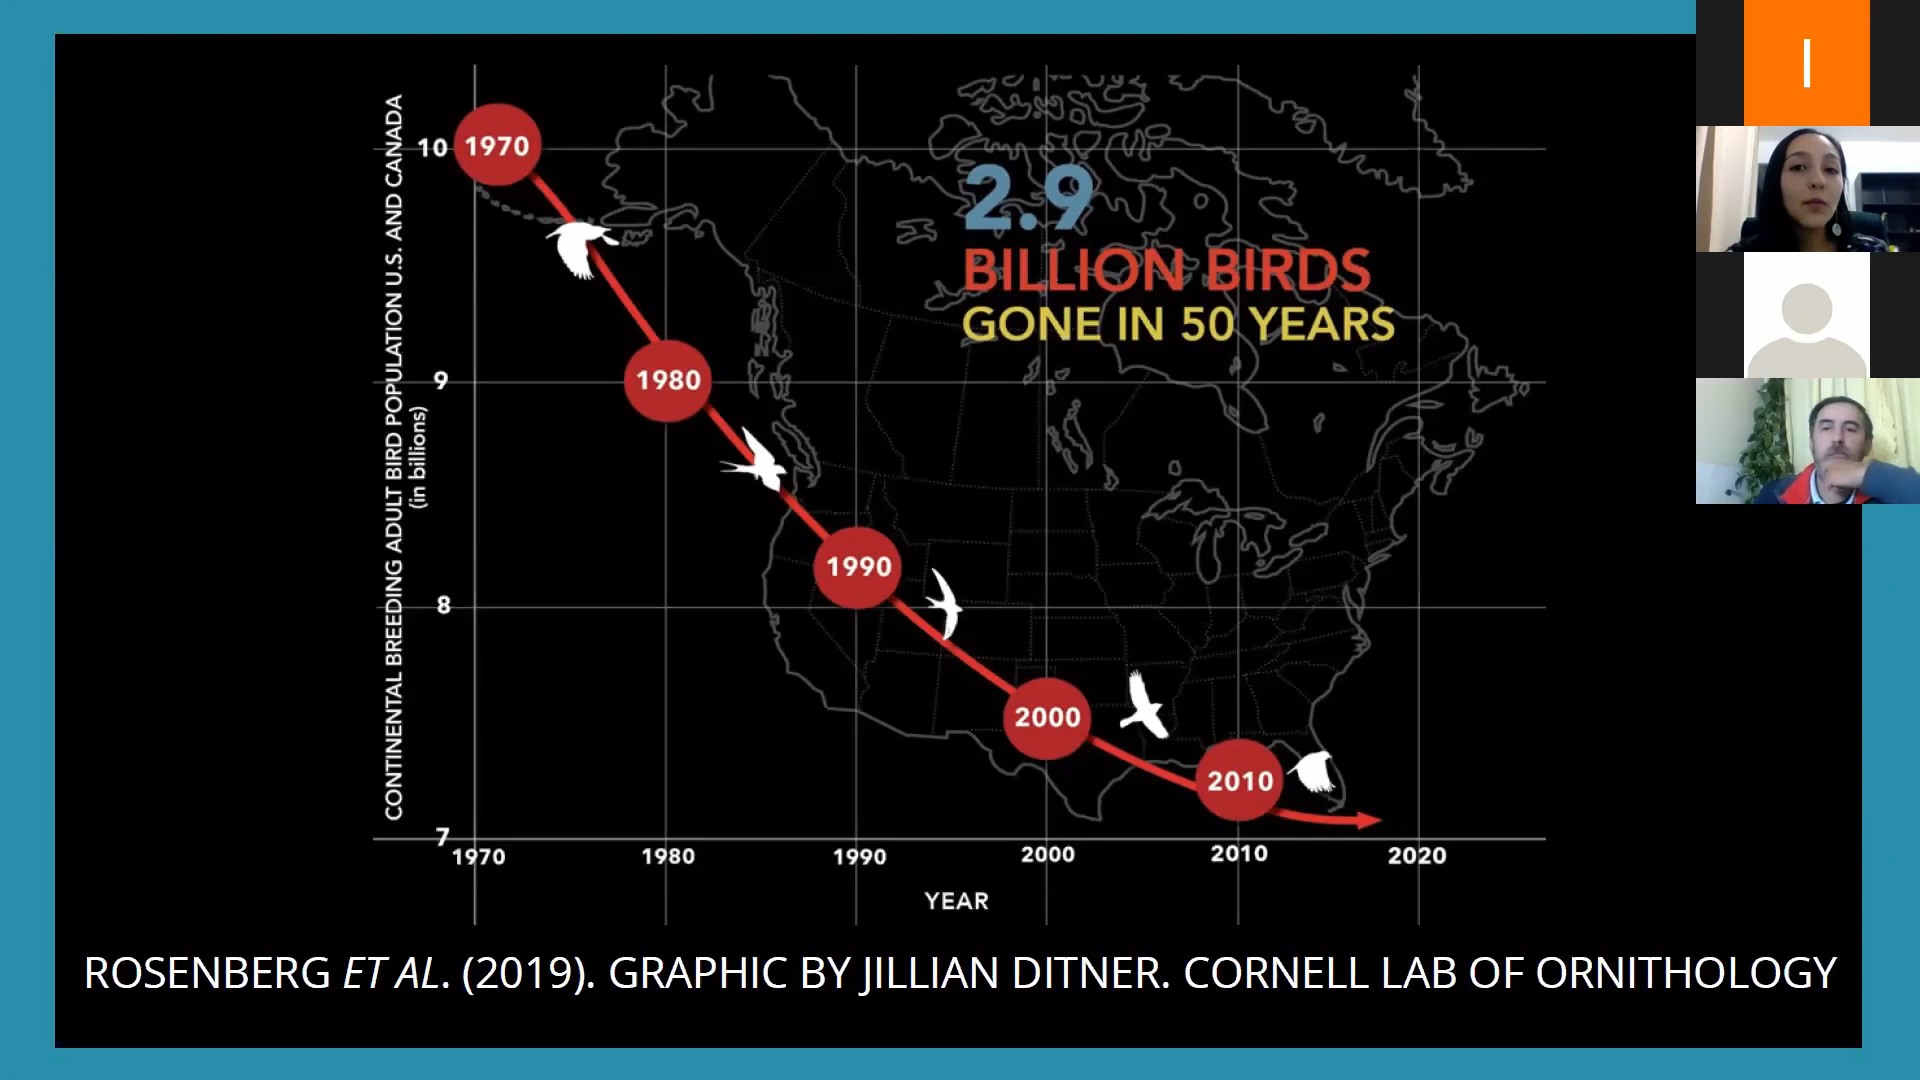 CONTINENTAL BREEDING ADULT BIRD POPULATION U.S. AND CANADA
(in billions)
10
9
8
7
1970
1980
1990
2000
2010
2.9
BILLION BIRDS
GONE IN 50 YEARS
1970 1980 1990 2000 2010 2020
YEAR
ROSENBERG ET AL. (2019). GRAPHIC BY JILLIAN DITNER. CORNELL LAB OF ORNITHOLOGY
I